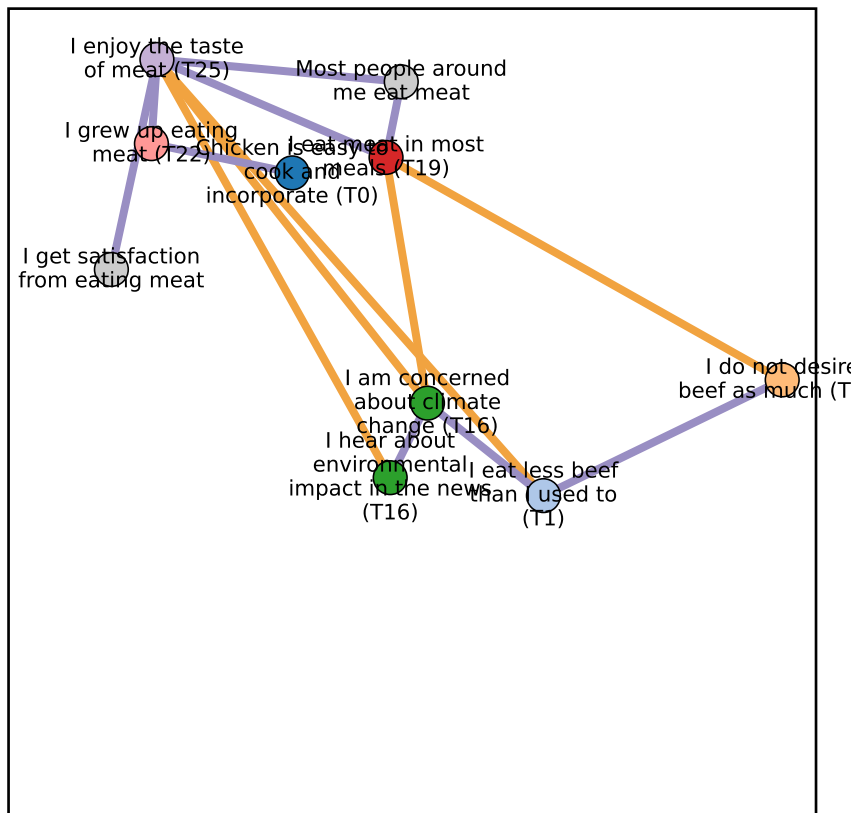 I enjoy the taste
of meat (T25)
Most people around
me eat meat
I grew up eating
meat (T22)
Chicken is easy to
cook and
incorporate (T0)
I eat meat in most
meals (T19)
I get satisfaction
from eating meat
I do not desire
beef as much (T
I am concerned
about climate
change (T16)
I hear about
environmental
impact in the news
(T16)
I eat less beef
than I used to
(T1)